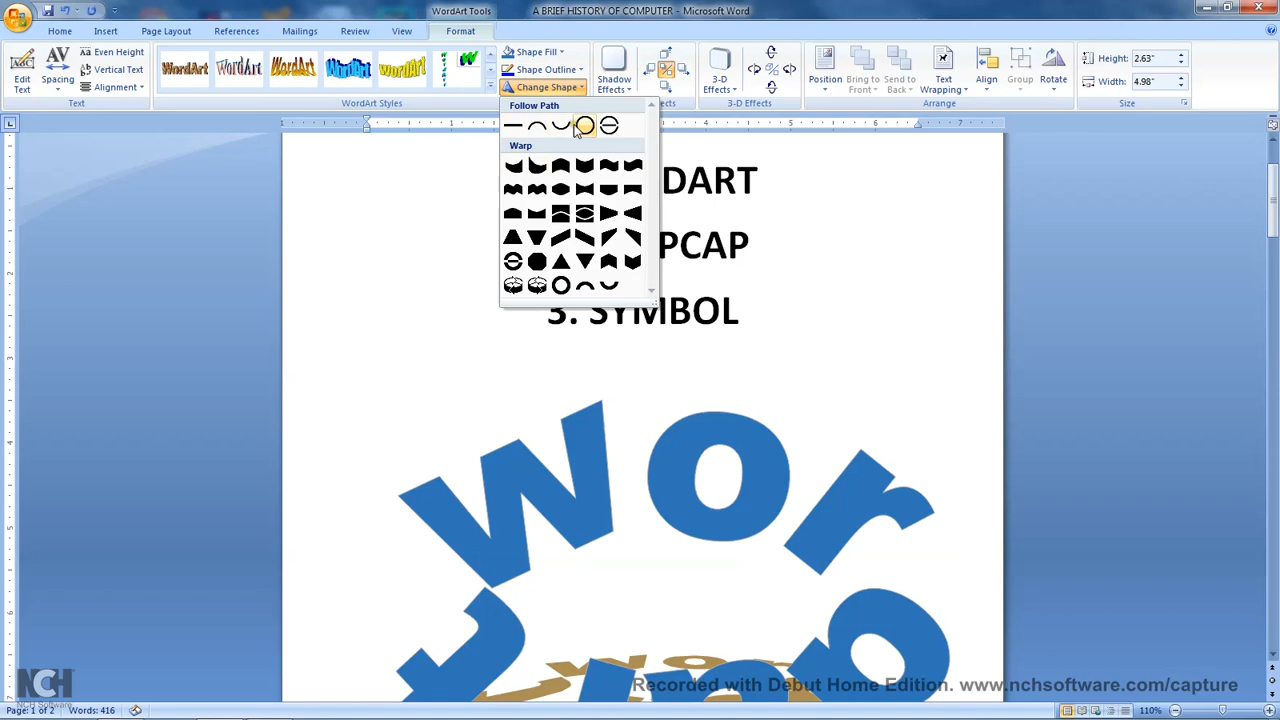 WordArt Tools
A BRIEF HISTORY OF COMPUTER - Microsoft Word
Home Insert Page Layout References Mailings Review View Format
Edit Text
Spacing
Even Height
Vertical Text
Alignment
Text
WordArt WordArt WordArt WordArt WordArt W
WordArt Styles
Shape Fill
Shape Outline
Change Shape
Shadow Effects
3-D Effects
3-D Effects
Position
Bring to Front
Send to Back
Text Wrapping
Align
Group
Rotate
Arrange
Height: 2.63"
Width: 4.98"
Size
Follow Path
Warp
DART
PCAP
3. SYMBOL
Wor
Recorded with Debut Home Edition. www.nchsoftware.com/capture
NCH
NCH Software
Page: 1 of 2 Words: 416
110%